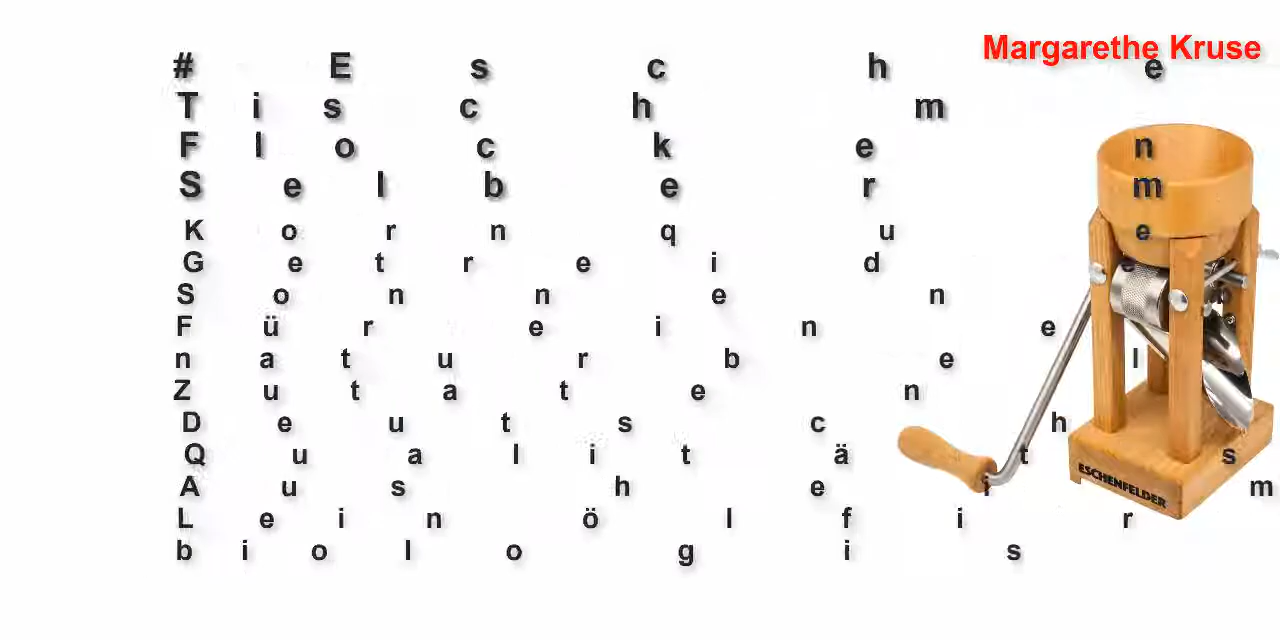 Margarethe Kruse
# E s c h e
T i s c h m
F l o c k e n
S e l b e r m
K o r n q u e
G e t r e i d e
S o n n e n b
F ü r e i n e
n a t u r b e l
Z u t a t e n
D e u t s c h
Q u a l i t ä t s
A u s h e i m
L e i n ö l f i r
b i o l o g i s
ESCHENFELDER